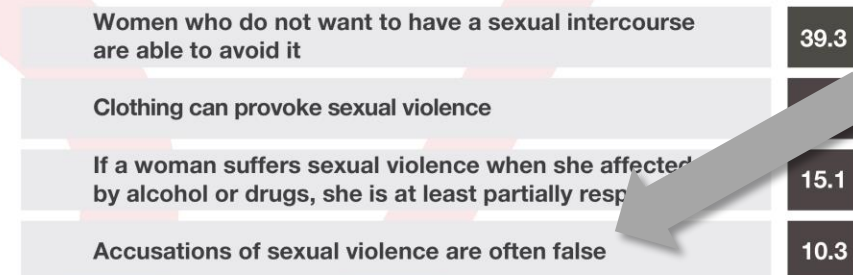 Women who do not want to have a sexual intercourse
are able to avoid it
39.3
Clothing can provoke sexual violence
If a woman suffers sexual violence when she affected
by alcohol or drugs, she is at least partially
15.1
Accusations of sexual violence are often false
10.3